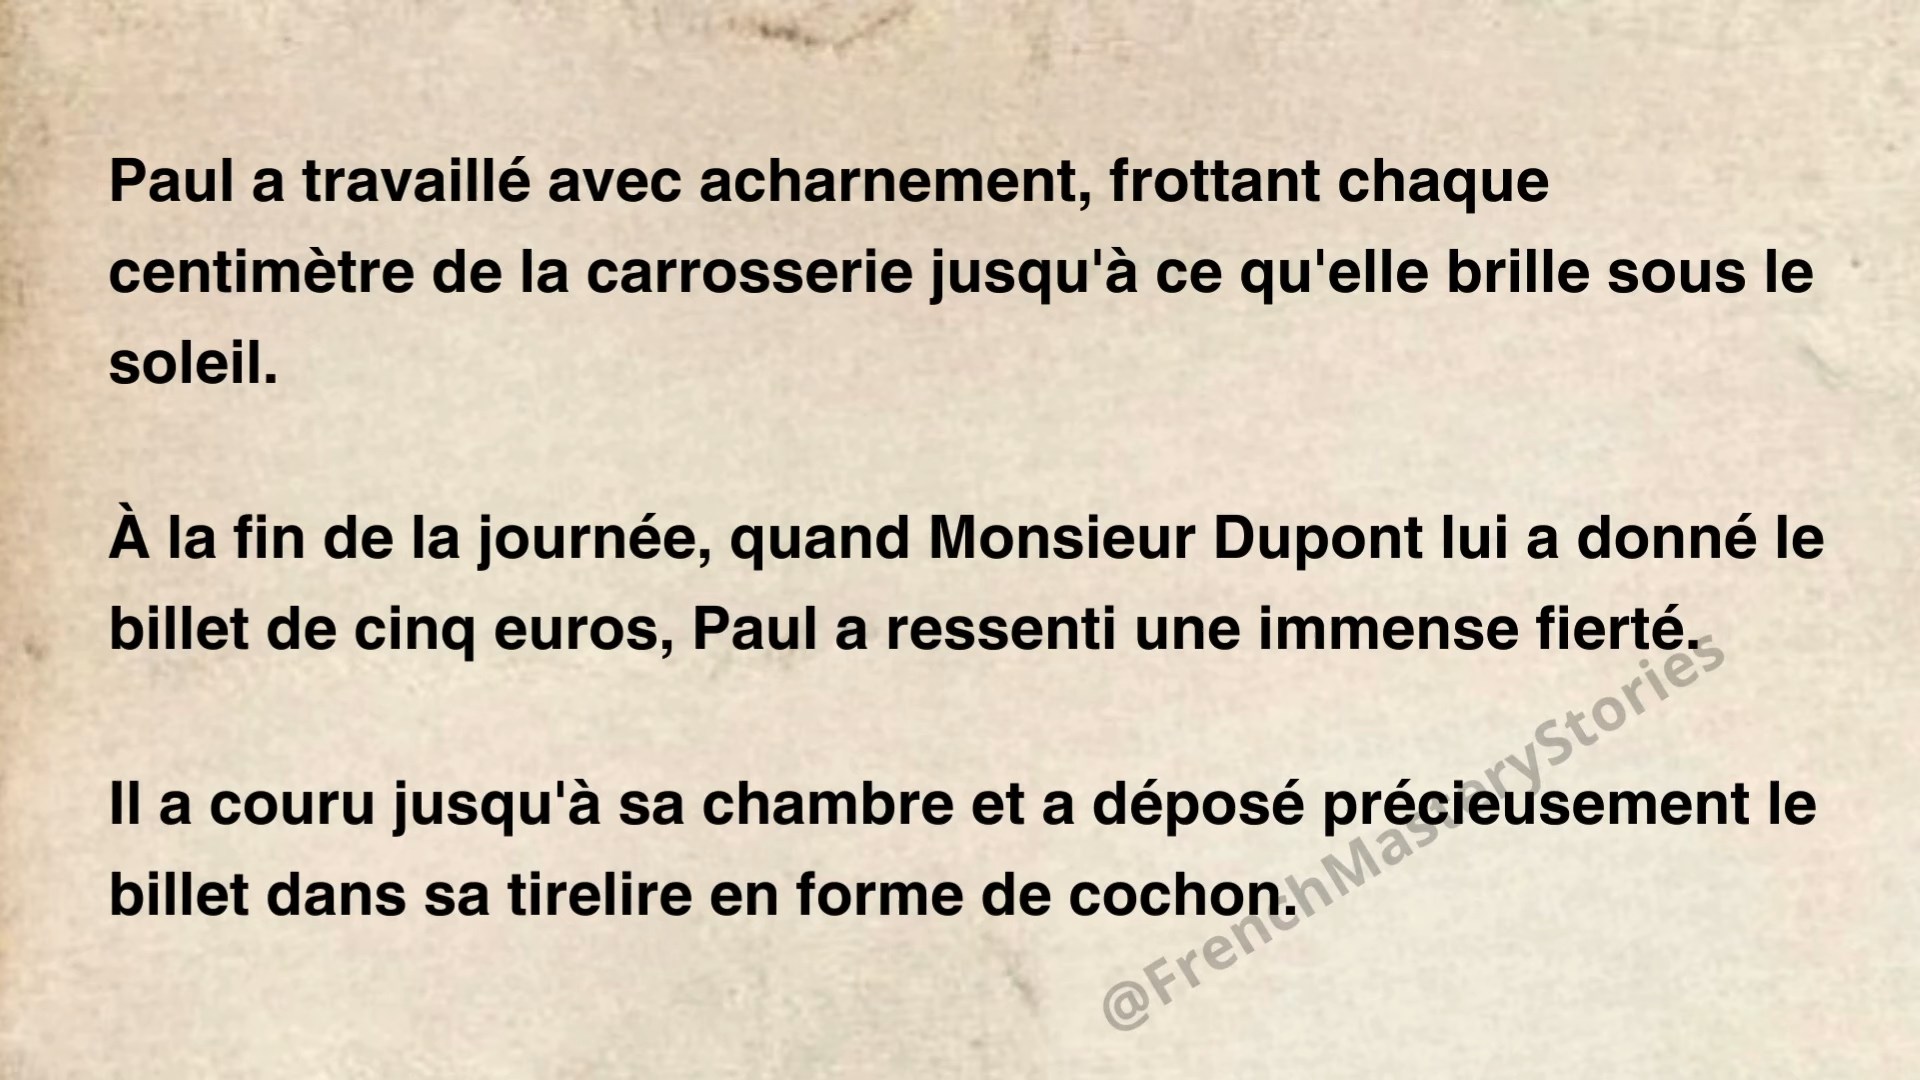 Paul a travaillé avec acharnement, frottant chaque
centimètre de la carrosserie jusqu'à ce qu'elle brille sous le
soleil.
À la fin de la journée, quand Monsieur Dupont lui a donné le
billet de cinq euros, Paul a ressenti une immense fierté.
Il a couru jusqu'à sa chambre et a déposé précieusement le
billet dans sa tirelire en forme de cochon.
@FrenchMasteryStories